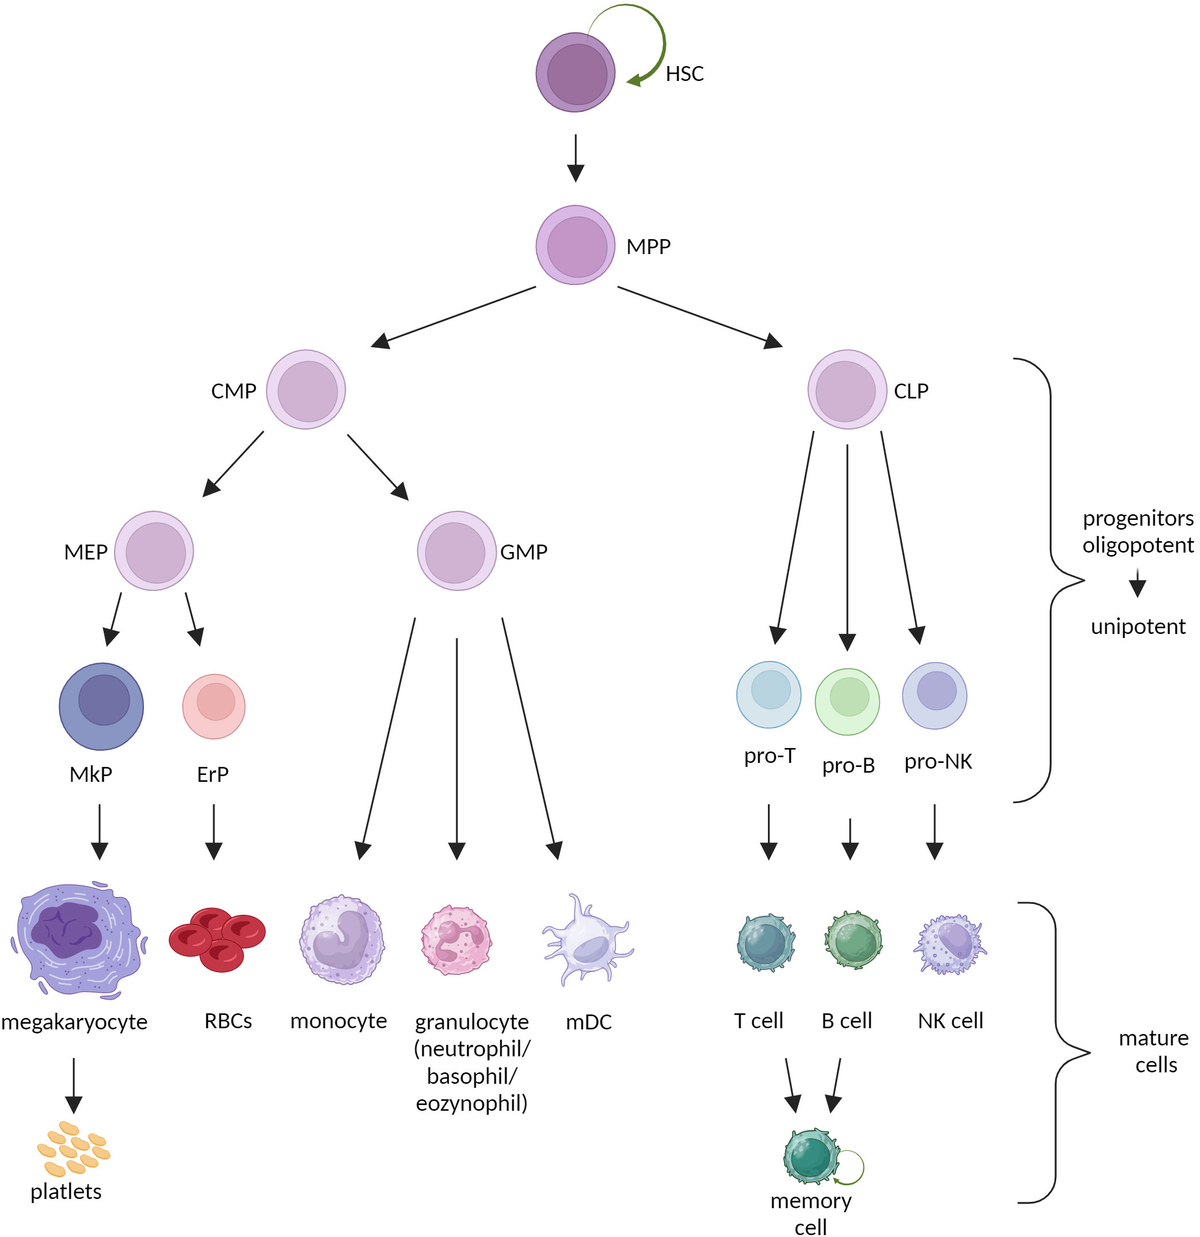 HSC
MPP
CMP
CLP
MEP
GMP
progenitors
oligopotent
unipotent
MkP
ErP
pro-T
pro-B
pro-NK
megakaryocyte
RBCs
monocyte
granulocyte
(neutrophil/
basophil/
eozynophil)
mDC
T cell
B cell
NK cell
mature
cells
platlets
memory
cell